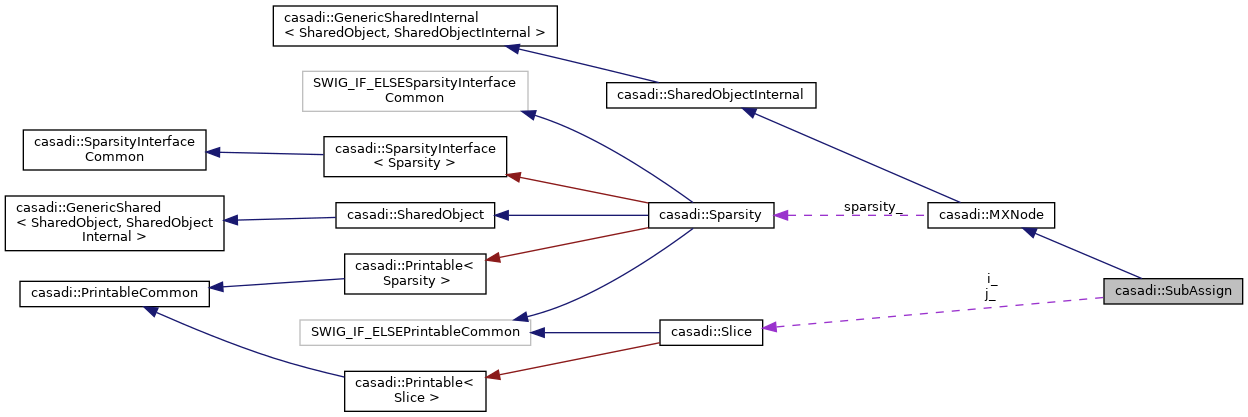 casadi::GenericSharedInternal
< SharedObject, SharedObjectInternal >
SWIG_IF_ELSESparsityInterface
Common
casadi::SharedObjectInternal
casadi::SparsityInterface
Common
casadi::SparsityInterface
< Sparsity >
casadi::GenericShared
< SharedObject, SharedObject
Internal >
casadi::SharedObject
casadi::Sparsity
sparsity_
casadi::MXNode
casadi::Printable<
Sparsity >
casadi::PrintableCommon
i_
j_
casadi::SubAssign
SWIG_IF_ELSEPrintableCommon
casadi::Slice
casadi::Printable<
Slice >